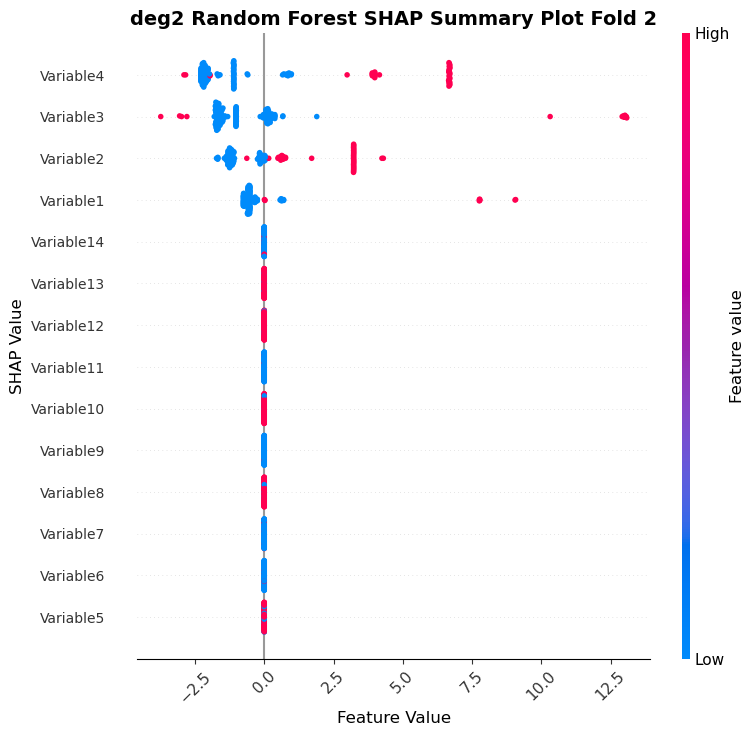 deg2 Random Forest SHAP Summary Plot Fold 2
High
Variable4
Variable3
Variable2
Variable1
Variable14
Variable13
Variable12
Variable11
Variable10
Variable9
Variable8
Variable7
Variable6
Variable5
SHAP Value
Feature value
Low
−2.5 0.0 2.5 5.0 7.5 10.0 12.5
Feature Value